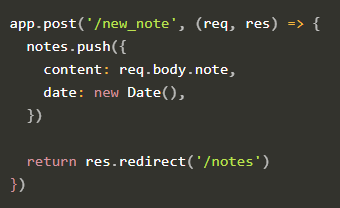 app.post('/new_note', (req, res) => {
  notes.push({
    content: req.body.note,
    date: new Date(),
  })

  return res.redirect('/notes')
})